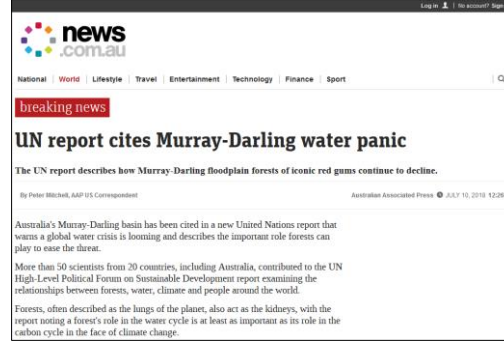 Log in | No account? Sign
news
.com.au
National | World | Lifestyle | Travel | Entertainment | Technology | Finance | Sport
breaking news
UN report cites Murray-Darling water panic
The UN report describes how Murray-Darling floodplain forests of iconic red gums continue to decline.
By Peter Mitchell, AAP US Correspondent
Australian Associated Press JULY 10, 2018 12:26
Australia's Murray-Darling basin has been cited in a new United Nations report that
warns a global water crisis is looming and describes the important role forests can
play to ease the threat.
More than 50 scientists from 20 countries, including Australia, contributed to the UN
High-Level Political Forum on Sustainable Development report examining the
relationships between forests, water, climate and people around the world.
Forests, often described as the lungs of the planet, also act as the kidneys, with the
report noting a forest's role in the water cycle is at least as important as its role in the
carbon cycle in the face of climate change.